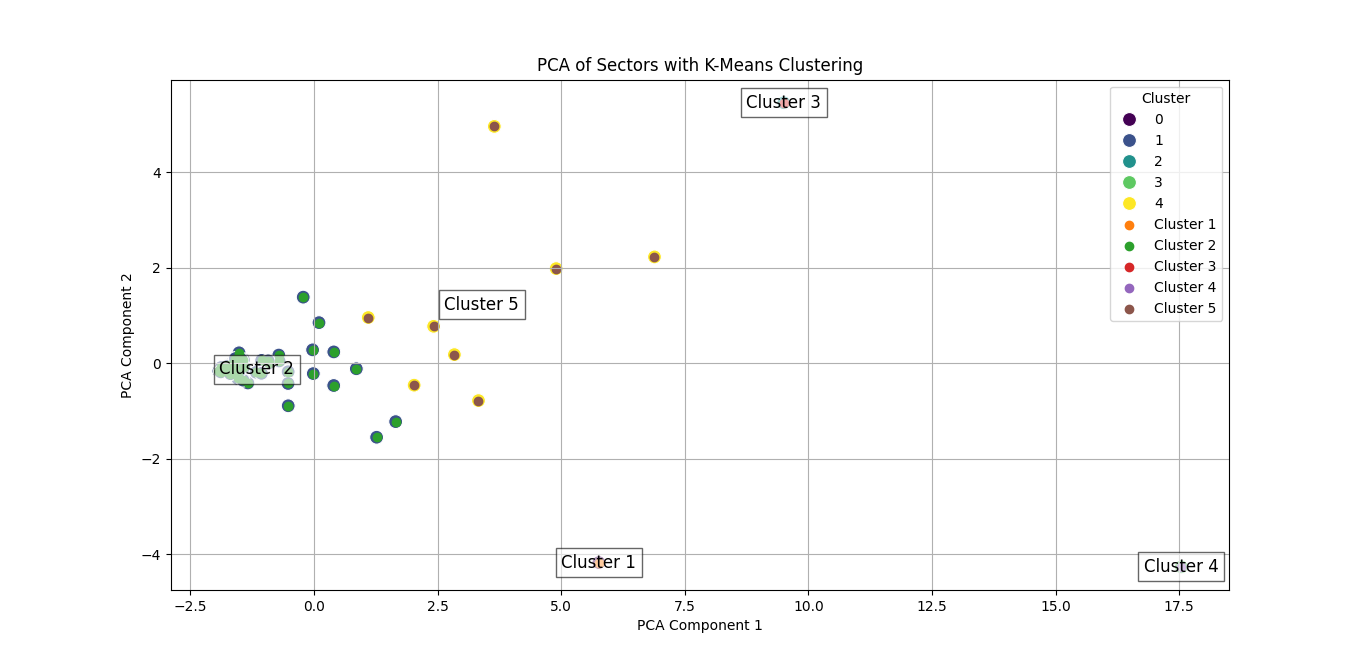 PCA of Sectors with K-Means Clustering
Cluster 3
Cluster
0
1
2
3
4
Cluster 1
Cluster 2
Cluster 3
Cluster 4
Cluster 5
4
2
0
−2
−4
PCA Component 2
Cluster 5
Cluster 2
Cluster 1
Cluster 4
−2.5 0.0 2.5 5.0 7.5 10.0 12.5 15.0 17.5
PCA Component 1